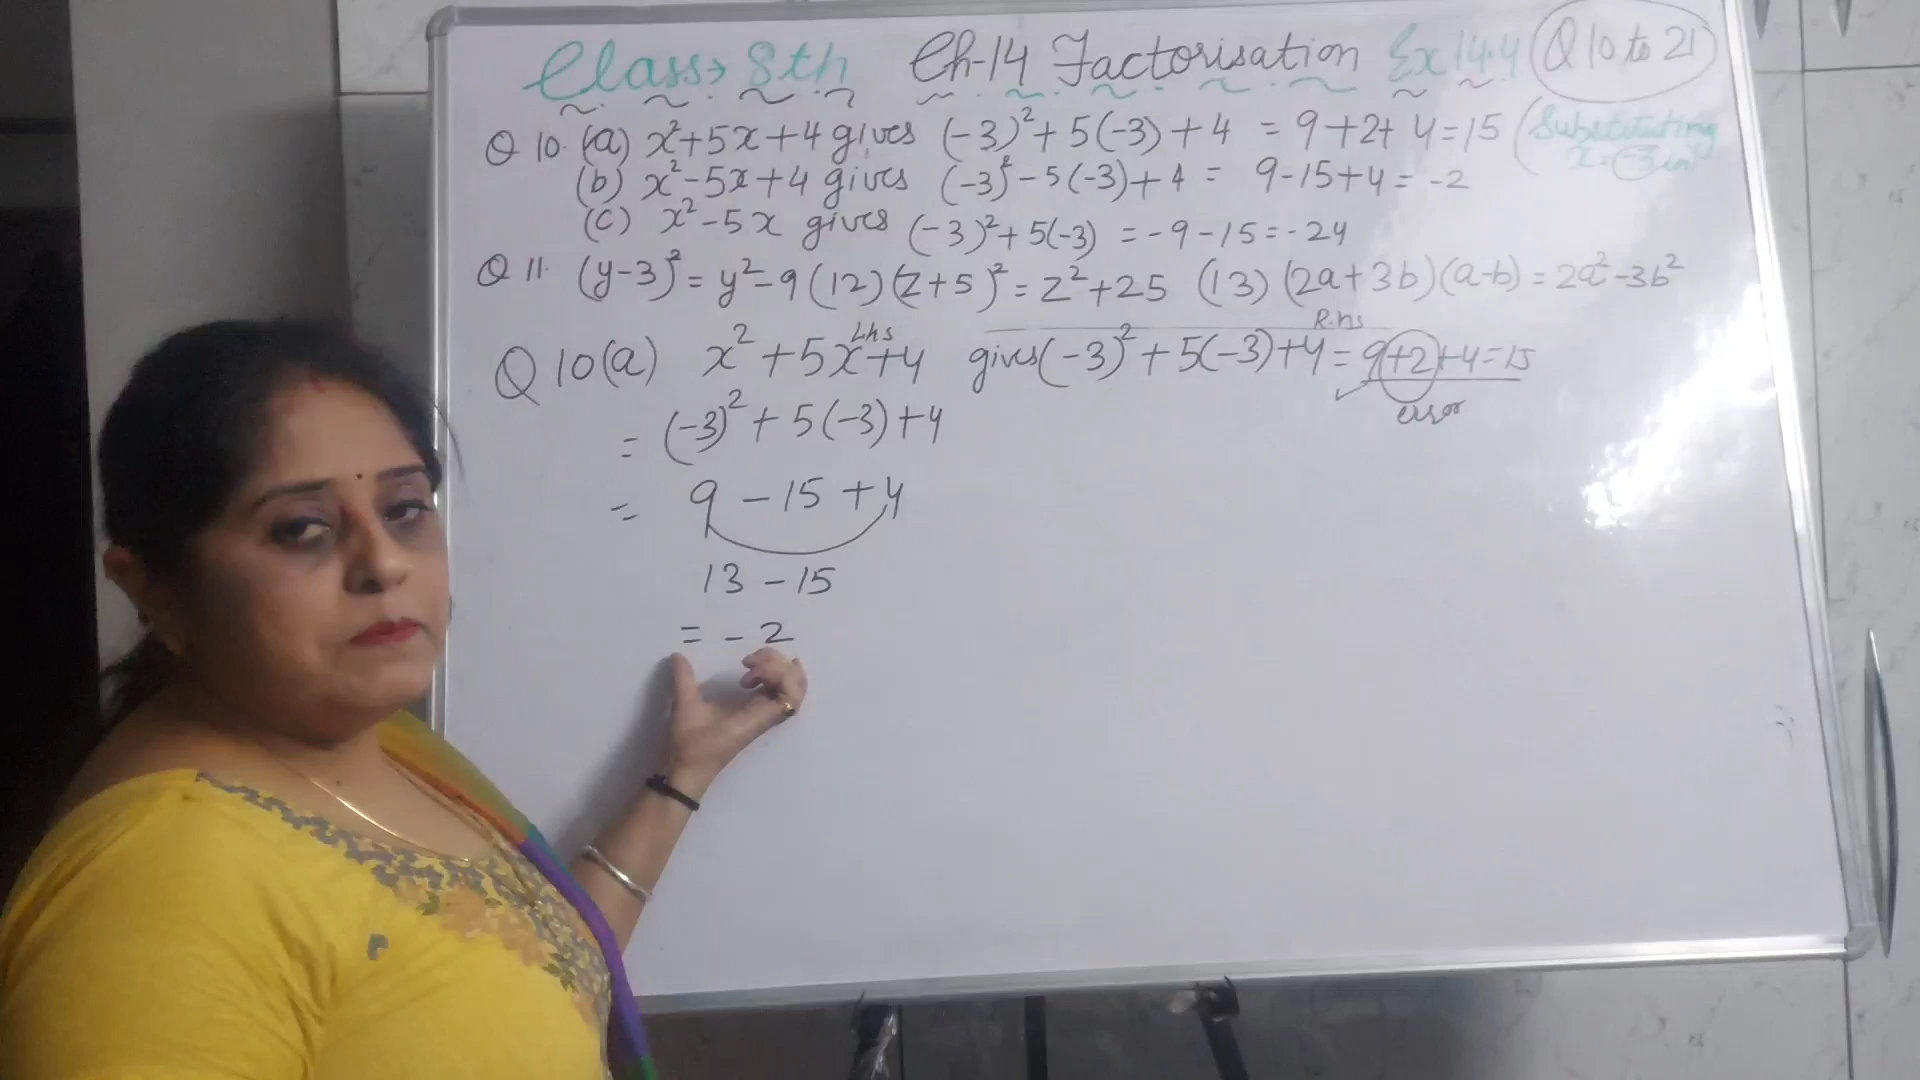 Class→ 8th Ch-14 Factorisation Ex 14.4 Q 10 to 21
Q 10. (a) x²+5x+4 gives (-3)²+5(-3)+4 = 9+2+4=15 (Substituting
x=-3 in
(b) x²-5x+4 gives (-3)²-5(-3)+4 = 9-15+4=-2
(c) x²-5x gives (-3)²+5(-3) = -9-15=-24
Q 11. (y-3)²=y²-9 (12) (z+5)²=z²+25 (13) (2a+3b)(a-b)=2a²-3b²
Lhs R.hs
Q 10(a) x²+5x+4 gives (-3)²+5(-3)+4=9+2+4=15
error
= (-3)²+5(-3)+4
= 9-15+4
13-15
= -2